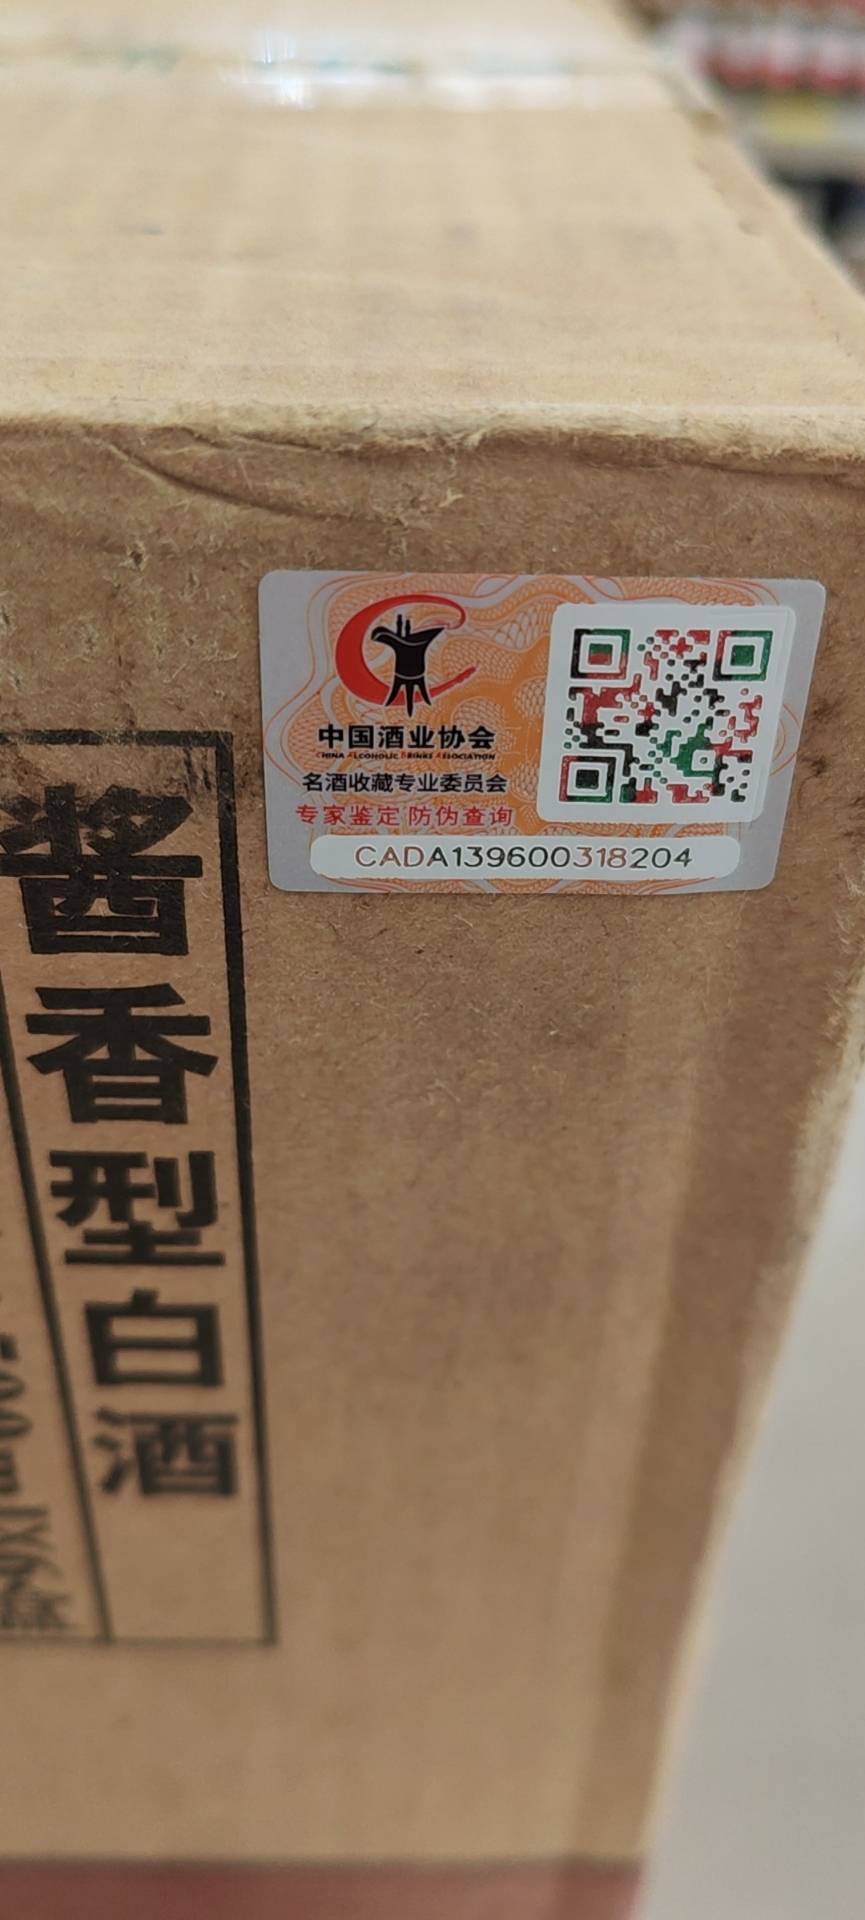 中国酒业协会
CHINA ALCOHOLIC DRINKS ASSOCIATION
名酒收藏专业委员会
专家鉴定 防伪查询
CADA139600318204
酱香型白酒